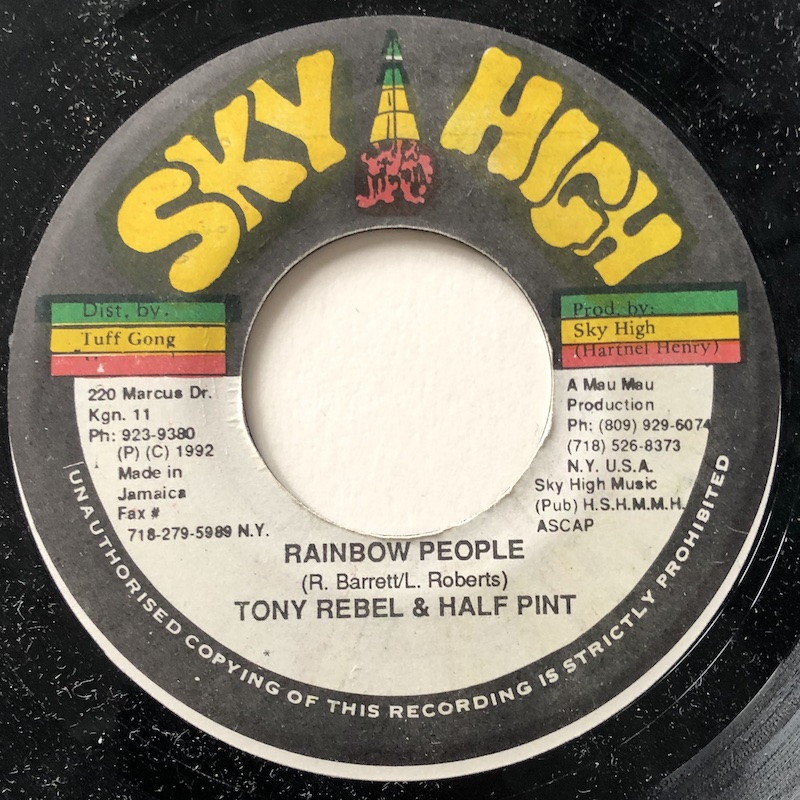 SKY HIGH
Dist. by:
Tuff Gong
220 Marcus Dr.
Kgn. 11
Ph: 923-9380
(P) (C) 1992
Made in
Jamaica
Fax #
718-279-5989 N.Y.
Prod. by:
Sky High
(Hartnel Henry)
A Mau Mau
Production
Ph: (809) 929-6074
(718) 526-8373
N.Y. U.S.A.
Sky High Music
(Pub) H.S.H.M.M.H.
ASCAP
RAINBOW PEOPLE
(R. Barrett/L. Roberts)
TONY REBEL & HALF PINT
*
UNAUTHORISED COPYING OF THIS RECORDING IS STRICTLY PROHIBITED